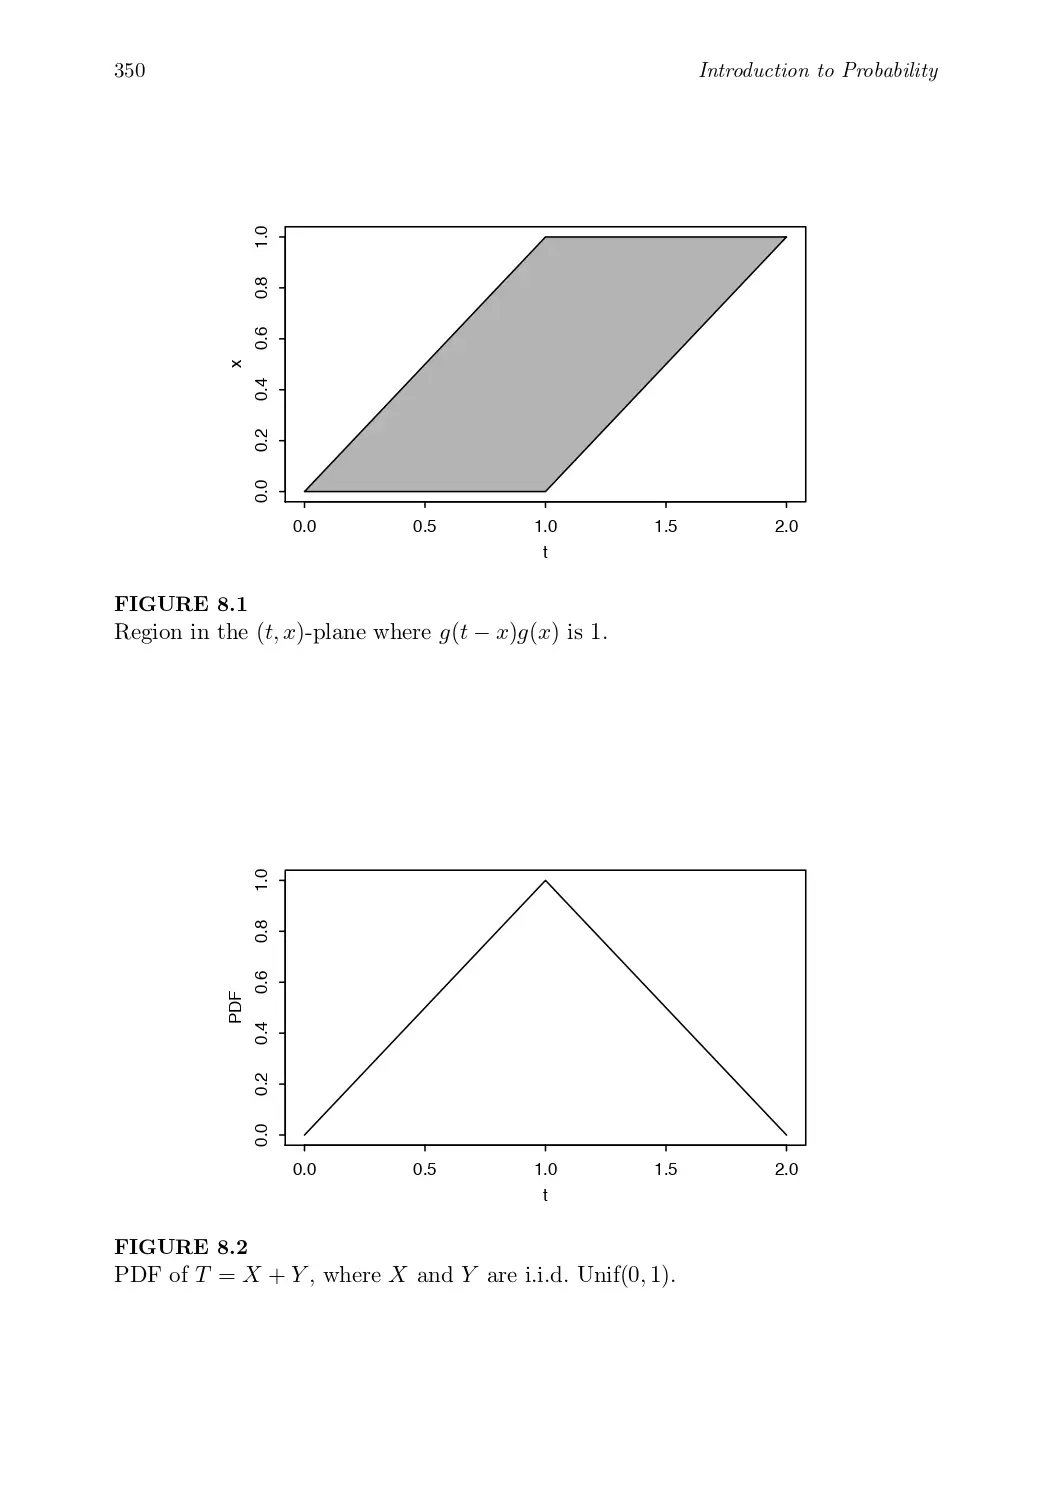 350 Introduction to Probability
x
0.0 0.2 0.4 0.6 0.8 1.0
0.0 0.5 1.0 1.5 2.0
t
FIGURE 8.1
Region in the (t, x)-plane where g(t − x)g(x) is 1.
PDF
0.0 0.2 0.4 0.6 0.8 1.0
0.0 0.5 1.0 1.5 2.0
t
FIGURE 8.2
PDF of T = X + Y, where X and Y are i.i.d. Unif(0, 1).